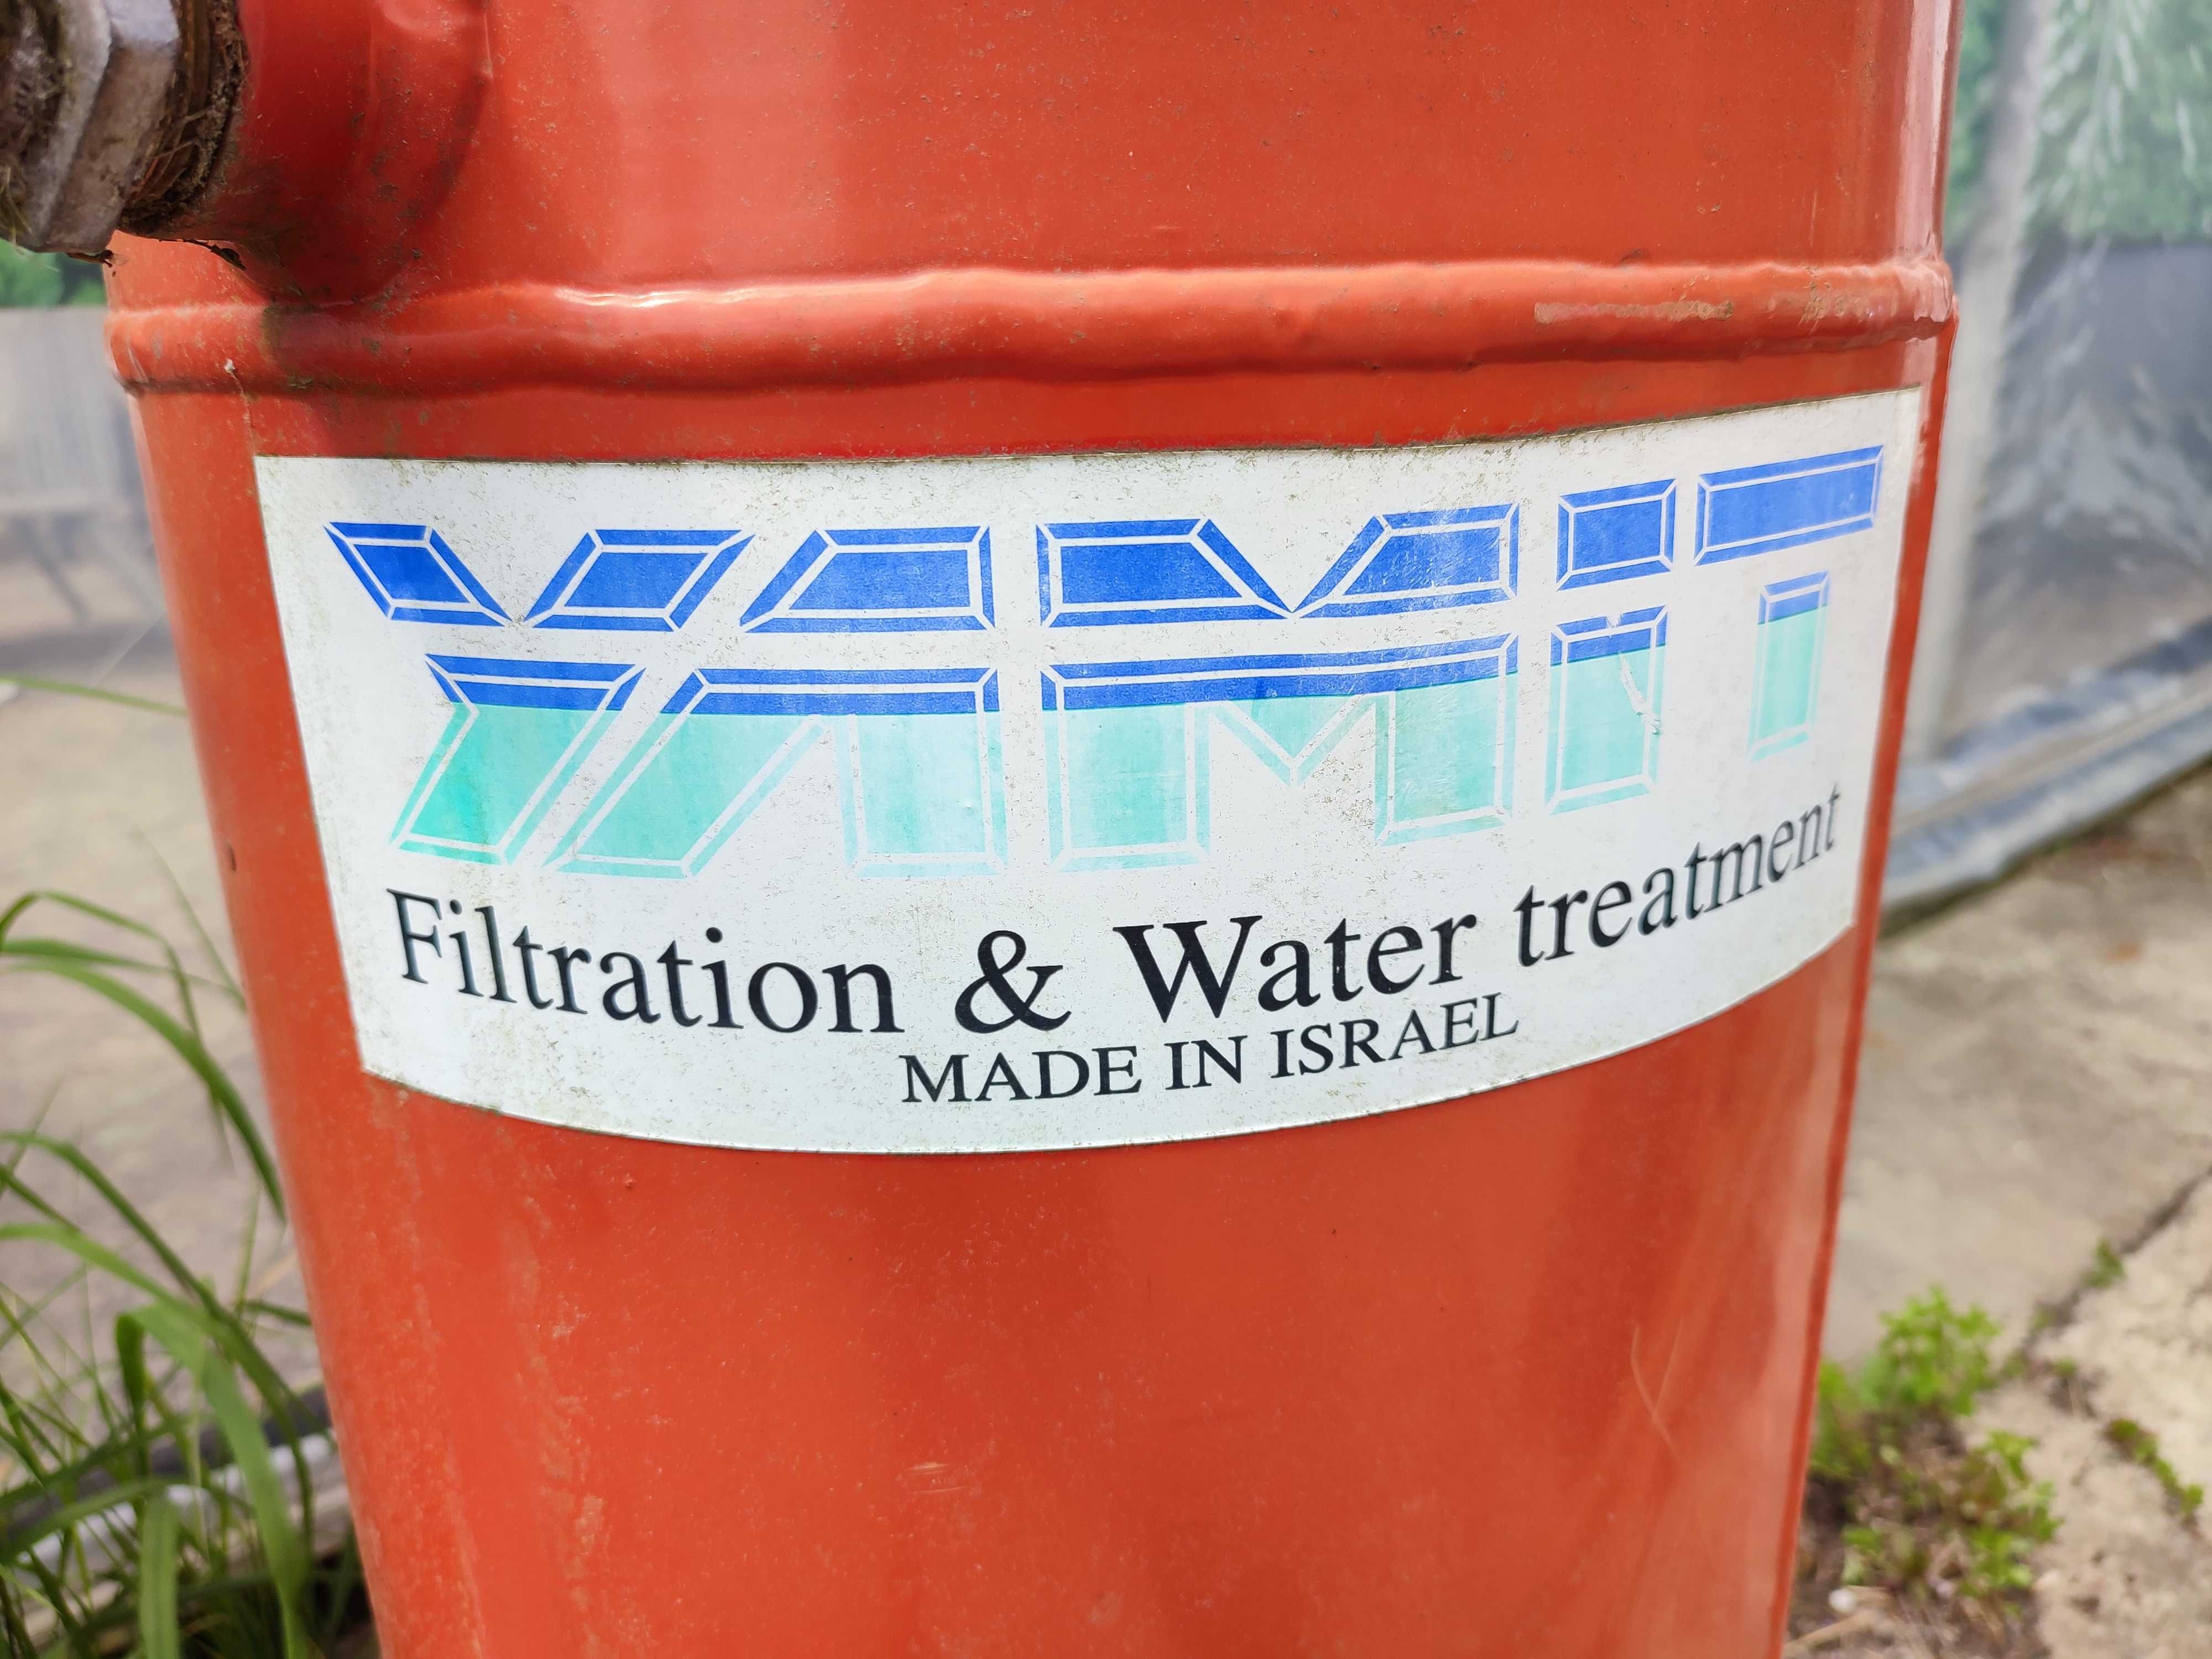 YAMIT
Filtration & Water treatment
MADE IN ISRAEL